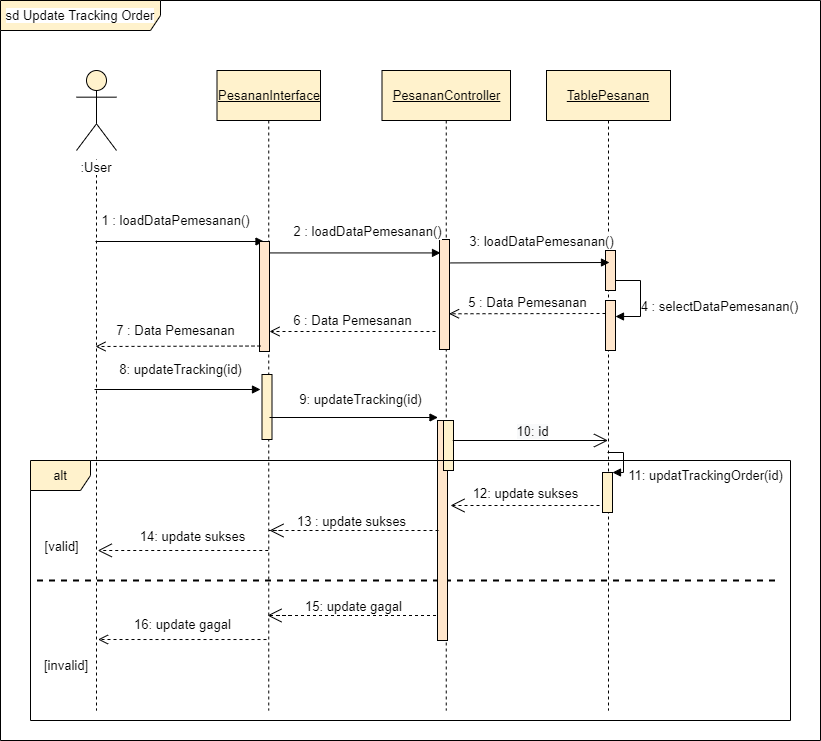 sd Update Tracking Order
PesananInterface
PesananController
TablePesanan
:User
1 : loadDataPemesanan()
2 : loadDataPemesanan()
3: loadDataPemesanan()
4 : selectDataPemesanan()
5 : Data Pemesanan
6 : Data Pemesanan
7 : Data Pemesanan
8: updateTracking(id)
9: updateTracking(id)
10: id
alt
11: updatTrackingOrder(id)
12: update sukses
13 : update sukses
14: update sukses
[valid]
15: update gagal
16: update gagal
[invalid]